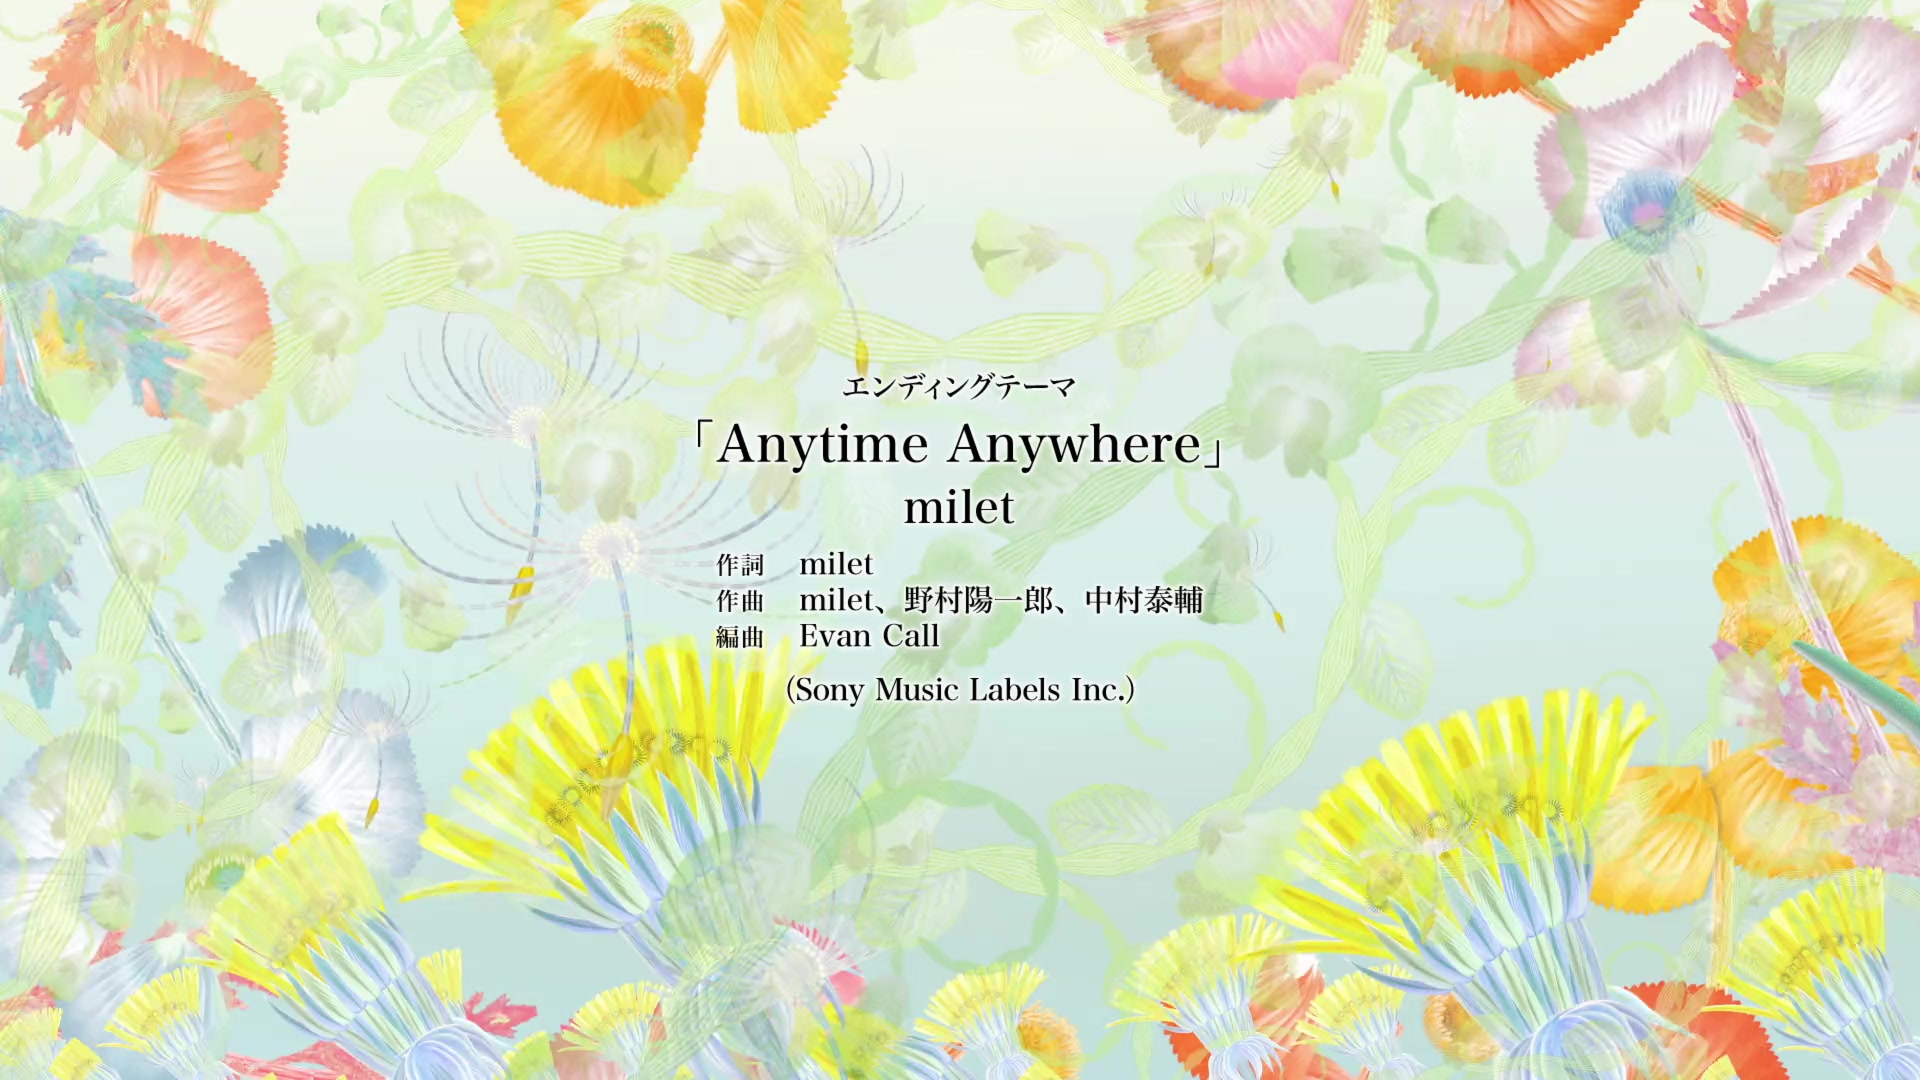 エンディングテーマ
「Anytime Anywhere」
milet
作詞 milet
作曲 milet、野村陽一郎、中村泰輔
編曲 Evan Call
(Sony Music Labels Inc.)